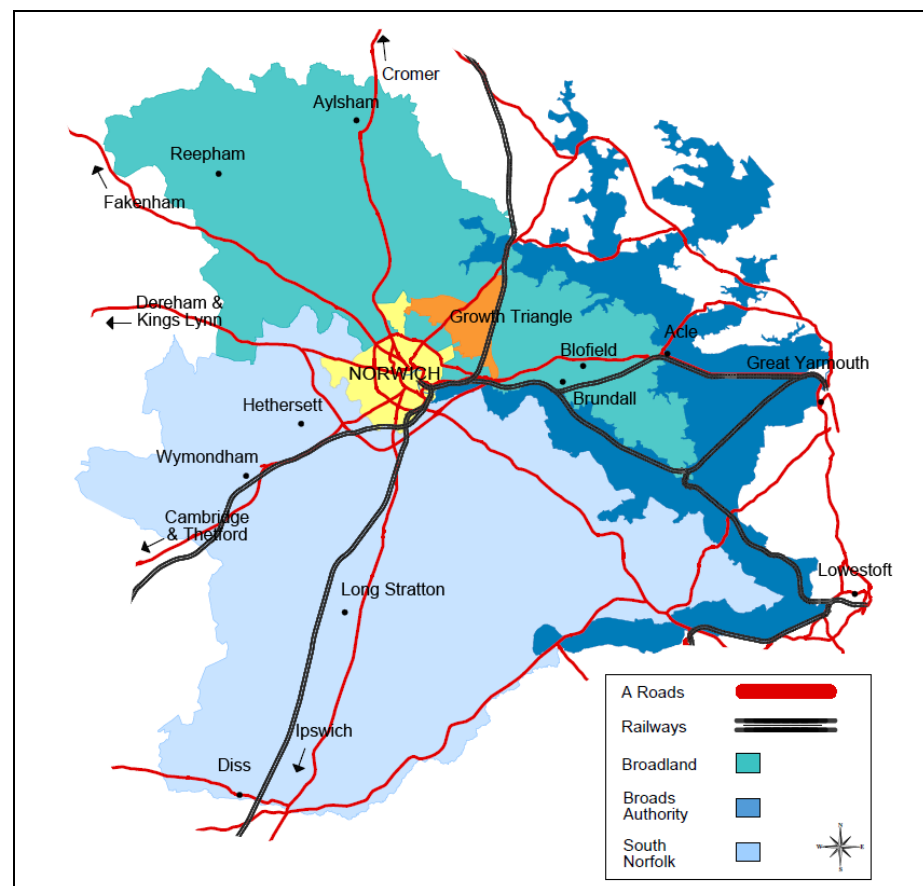 Cromer
Aylsham
Reepham
Fakenham
Dereham &
Kings Lynn
Growth Triangle
Acle
Blofield
Great Yarmouth
NORWICH
Brundall
Hethersett
Wymondham
Cambridge
& Thetford
Lowestoft
Long Stratton
Ipswich
Diss
A Roads
Railways
Broadland
Broads
Authority
South
Norfolk
N
W
E
S